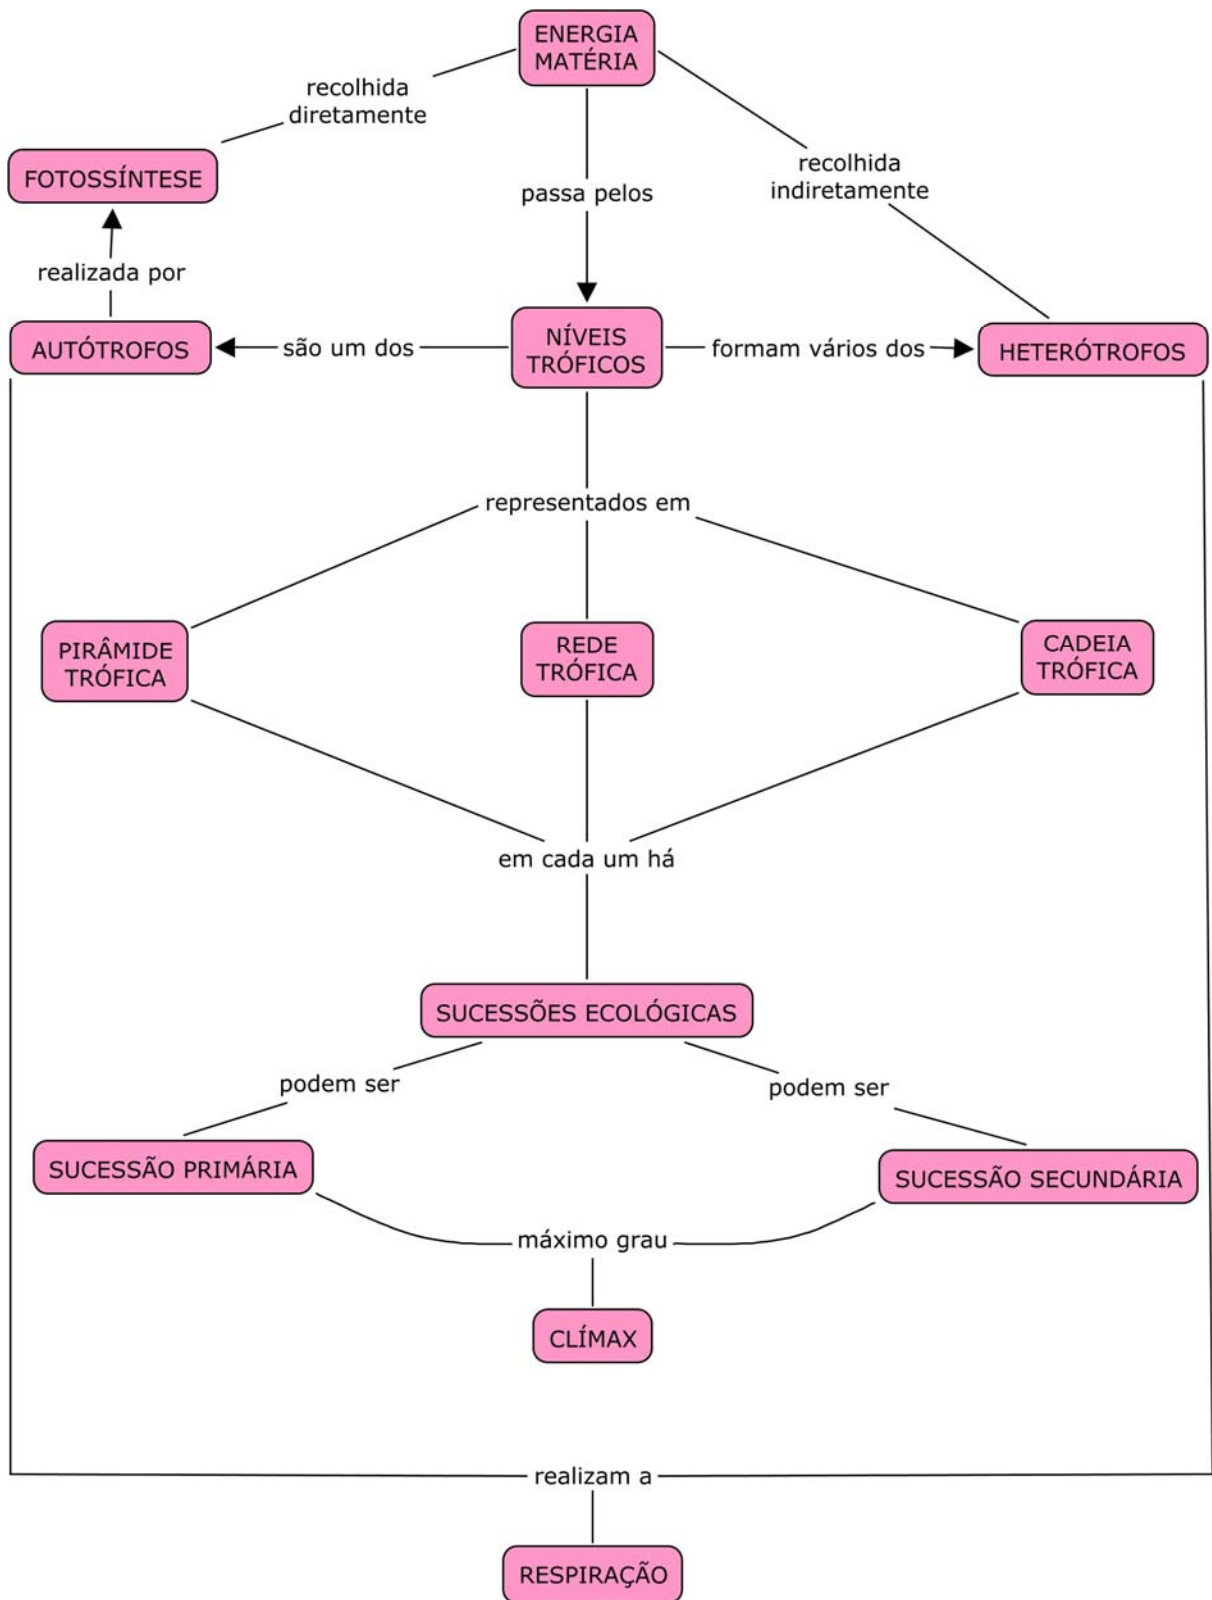 ENERGIA
MATÉRIA
recolhida
diretamente
FOTOSSÍNTESE
passa pelos
recolhida
indiretamente
realizada por
AUTÓTROFOS
são um dos
NÍVEIS
TRÓFICOS
formam vários dos
HETERÓTROFOS
representados em
PIRÂMIDE
TRÓFICA
REDE
TRÓFICA
CADEIA
TRÓFICA
em cada um há
SUCESSÕES ECOLÓGICAS
podem ser
podem ser
SUCESSÃO PRIMÁRIA
SUCESSÃO SECUNDÁRIA
máximo grau
CLÍMAX
realizam a
RESPIRAÇÃO